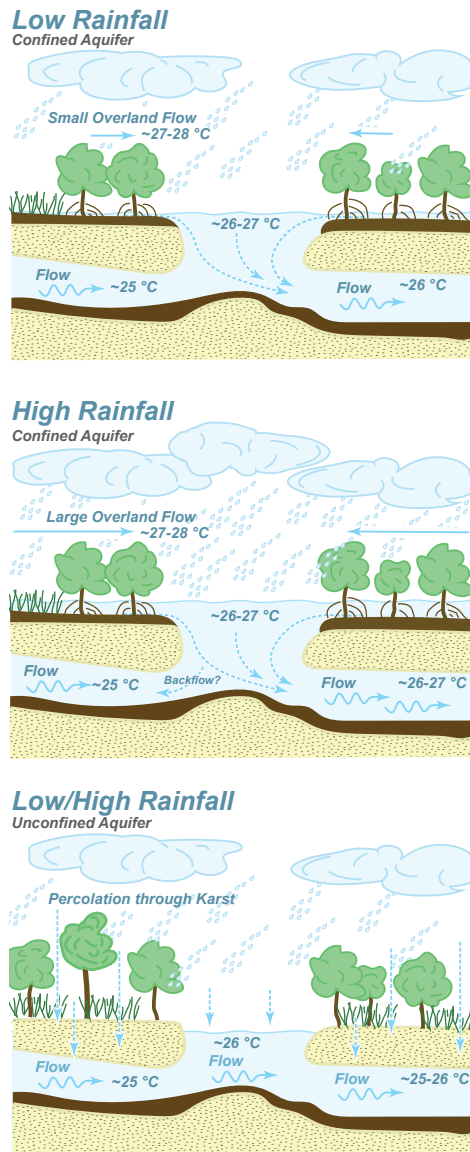 Low Rainfall
Confined Aquifer
Small Overland Flow
~27-28 °C
~26-27 °C
Flow
~25 °C
Flow
~26 °C
High Rainfall
Confined Aquifer
Large Overland Flow
~27-28 °C
~26-27 °C
Flow
~25 °C
Backflow?
Flow
~26-27 °C
Low/High Rainfall
Unconfined Aquifer
Percolation through Karst
~26 °C
Flow
~25 °C
Flow
Flow
~25-26 °C